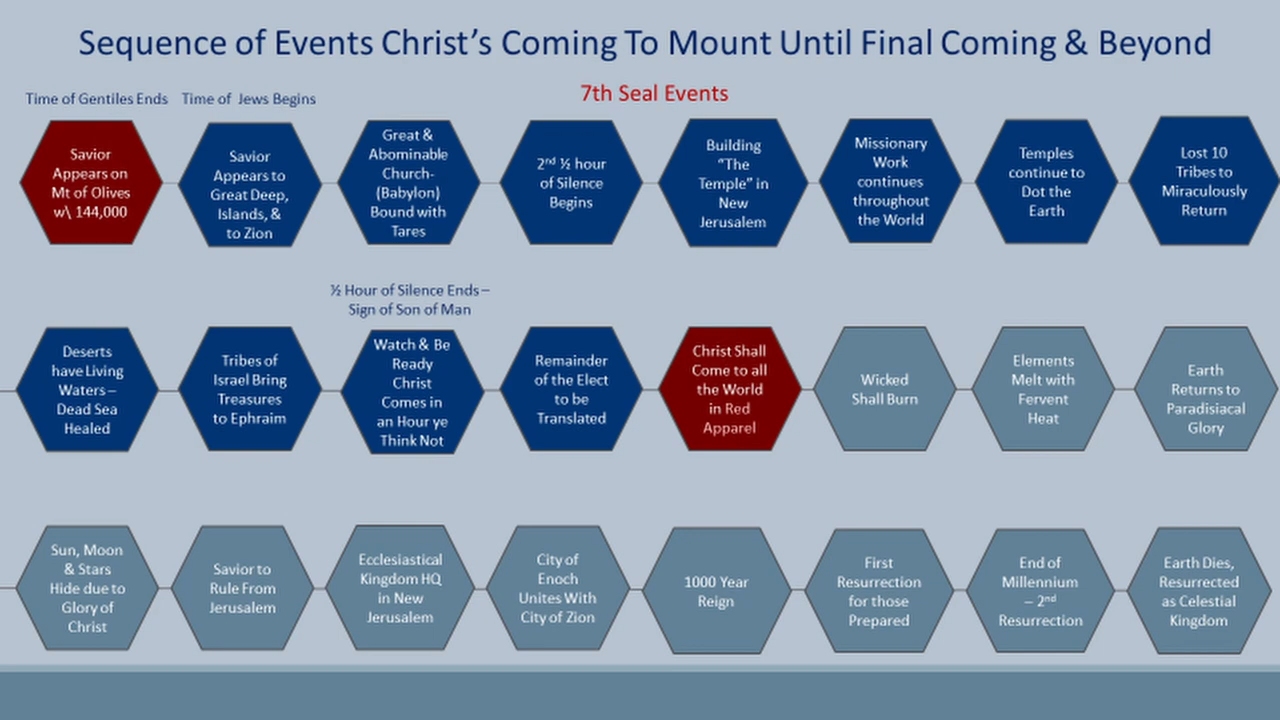 Sequence of Events Christ's Coming To Mount Until Final Coming & Beyond
Time of Gentiles Ends
Time of Jews Begins
7th Seal Events
Savior
Appears on
Mt of Olives
w\ 144,000
Savior
Appears to
Great Deep,
Islands, &
to Zion
Great &
Abominable
Church-
(Babylon)
Bound with
Tares
2nd ½ hour
of Silence
Begins
Building
“The
Temple” in
New
Jerusalem
Missionary
Work
continues
throughout
the World
Temples
continue to
Dot the
Earth
Lost 10
Tribes to
Miraculously
Return
½ Hour of Silence Ends –
Sign of Son of Man
Deserts
have Living
Waters –
Dead Sea
Healed
Tribes of
Israel Bring
Treasures
to Ephraim
Watch & Be
Ready
Christ
Comes in
an Hour ye
Think Not
Remainder
of the Elect
to be
Translated
Christ Shall
Come to all
the World
in Red
Apparel
Wicked
Shall Burn
Elements
Melt with
Fervent
Heat
Earth
Returns to
Paradisiacal
Glory
Sun, Moon
& Stars
Hide due to
Glory of
Christ
Savior to
Rule From
Jerusalem
Ecclesiastical
Kingdom HQ
in New
Jerusalem
City of
Enoch
Unites With
City of Zion
1000 Year
Reign
First
Resurrection
for those
Prepared
End of
Millennium
– 2nd
Resurrection
Earth Dies,
Resurrected
as Celestial
Kingdom